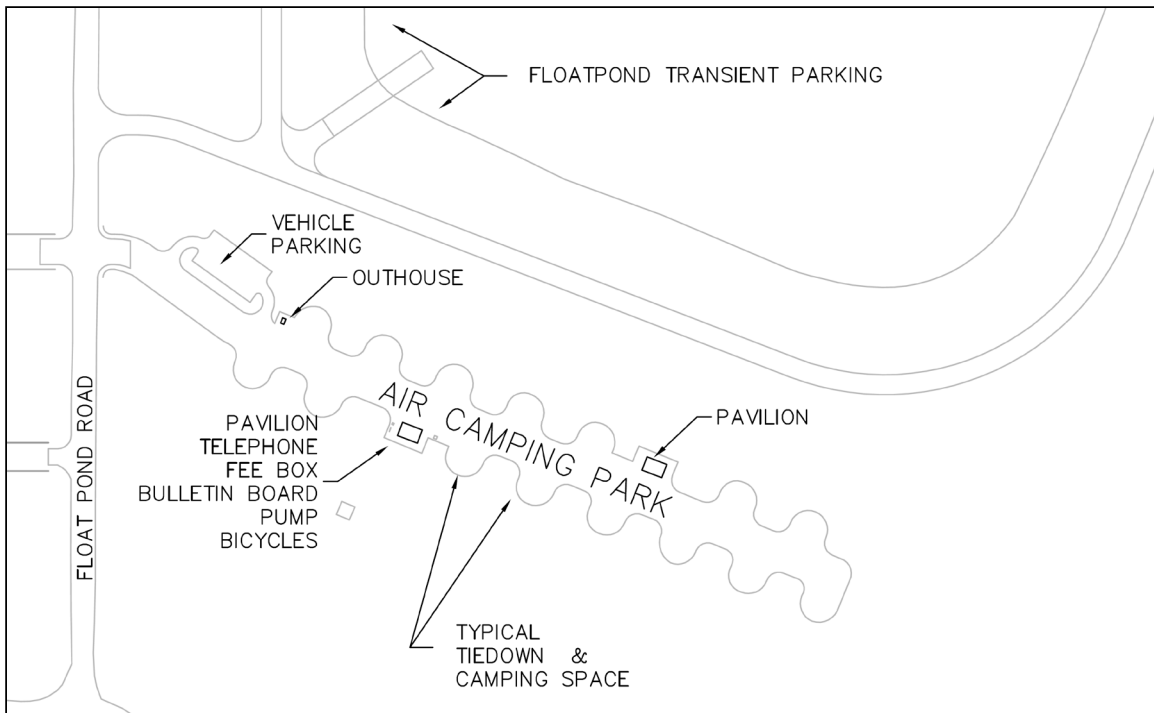 FLOATPOND TRANSIENT PARKING
VEHICLE
PARKING
OUTHOUSE
AIR CAMPING PARK
PAVILION
PAVILION
TELEPHONE
FEE BOX
BULLETIN BOARD
PUMP
BICYCLES
FLOAT POND ROAD
TYPICAL
TIEDOWN &
CAMPING SPACE